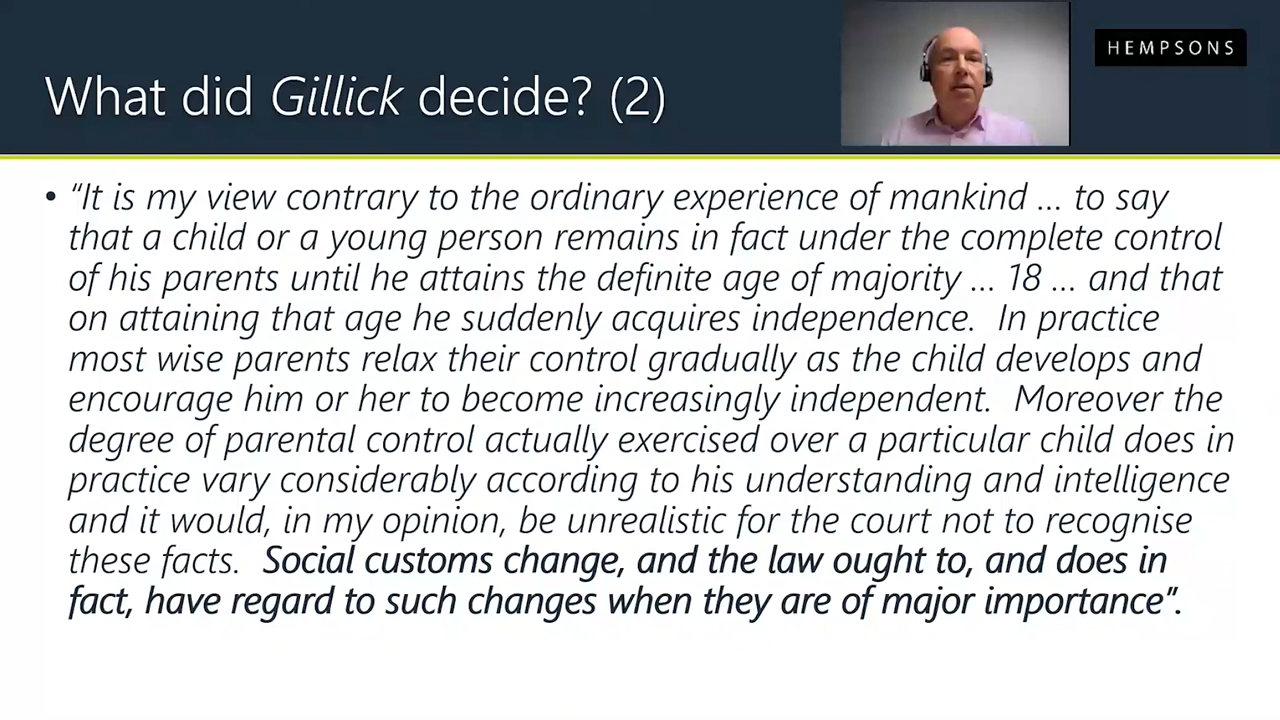 HEMPSONS
What did Gillick decide? (2)
• “It is my view contrary to the ordinary experience of mankind ... to say
that a child or a young person remains in fact under the complete control
of his parents until he attains the definite age of majority ... 18 ... and that
on attaining that age he suddenly acquires independence.  In practice
most wise parents relax their control gradually as the child develops and
encourage him or her to become increasingly independent.  Moreover the
degree of parental control actually exercised over a particular child does in
practice vary considerably according to his understanding and intelligence
and it would, in my opinion, be unrealistic for the court not to recognise
these facts.  Social customs change, and the law ought to, and does in
fact, have regard to such changes when they are of major importance”.